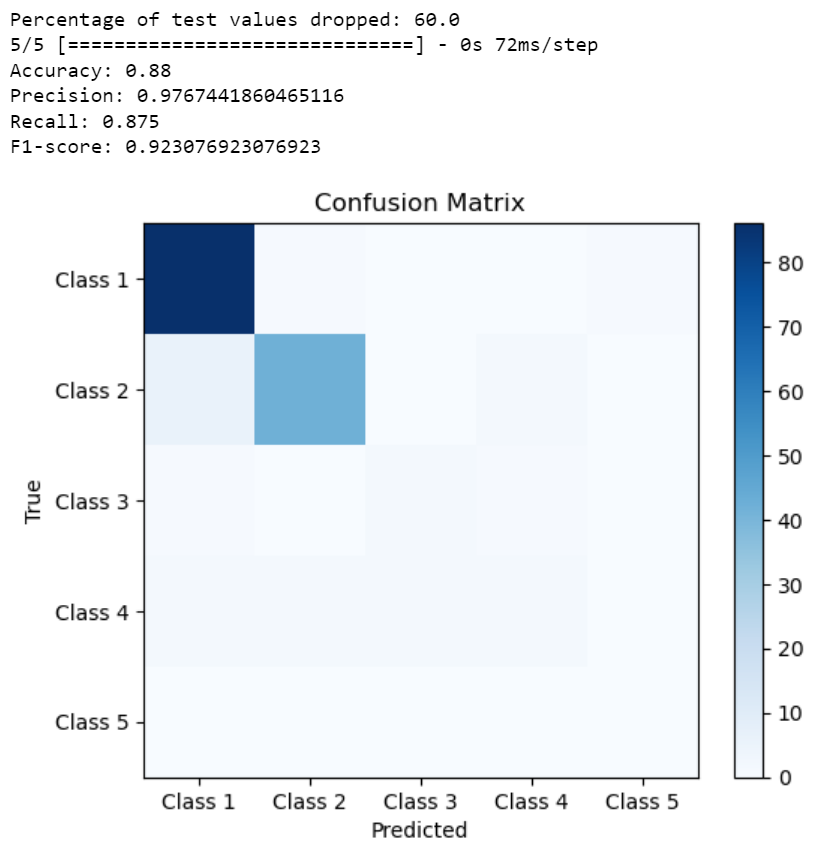 Percentage of test values dropped: 60.0
5/5 [==============================] - 0s 72ms/step
Accuracy: 0.88
Precision: 0.9767441860465116
Recall: 0.875
F1-score: 0.923076923076923
Confusion Matrix
Class 1
Class 2
Class 3
Class 4
Class 5
True
Class 1 Class 2 Class 3 Class 4 Class 5
Predicted
80
70
60
50
40
30
20
10
0